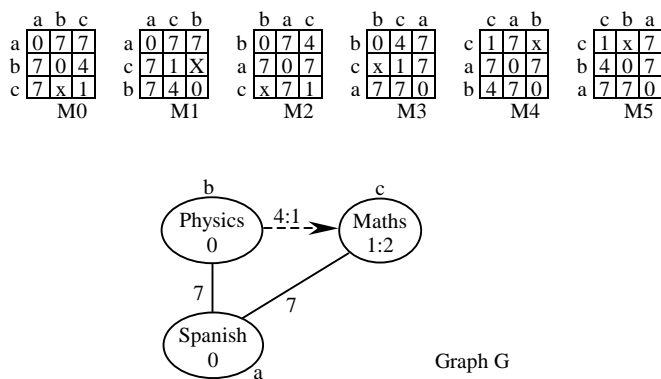 a b c
a 0 7 7
b 7 0 4
c 7 x 1
M0
a c b
a 0 7 7
c 7 1 X
b 7 4 0
M1
b a c
b 0 7 4
a 7 0 7
c x 7 1
M2
b c a
b 0 4 7
c x 1 7
a 7 7 0
M3
c a b
c 1 7 x
a 7 0 7
b 4 7 0
M4
c b a
c 1 x 7
b 4 0 7
a 7 7 0
M5
b
c
Physics
0
4:1
Maths
1:2
7
7
Spanish
0
a
Graph G